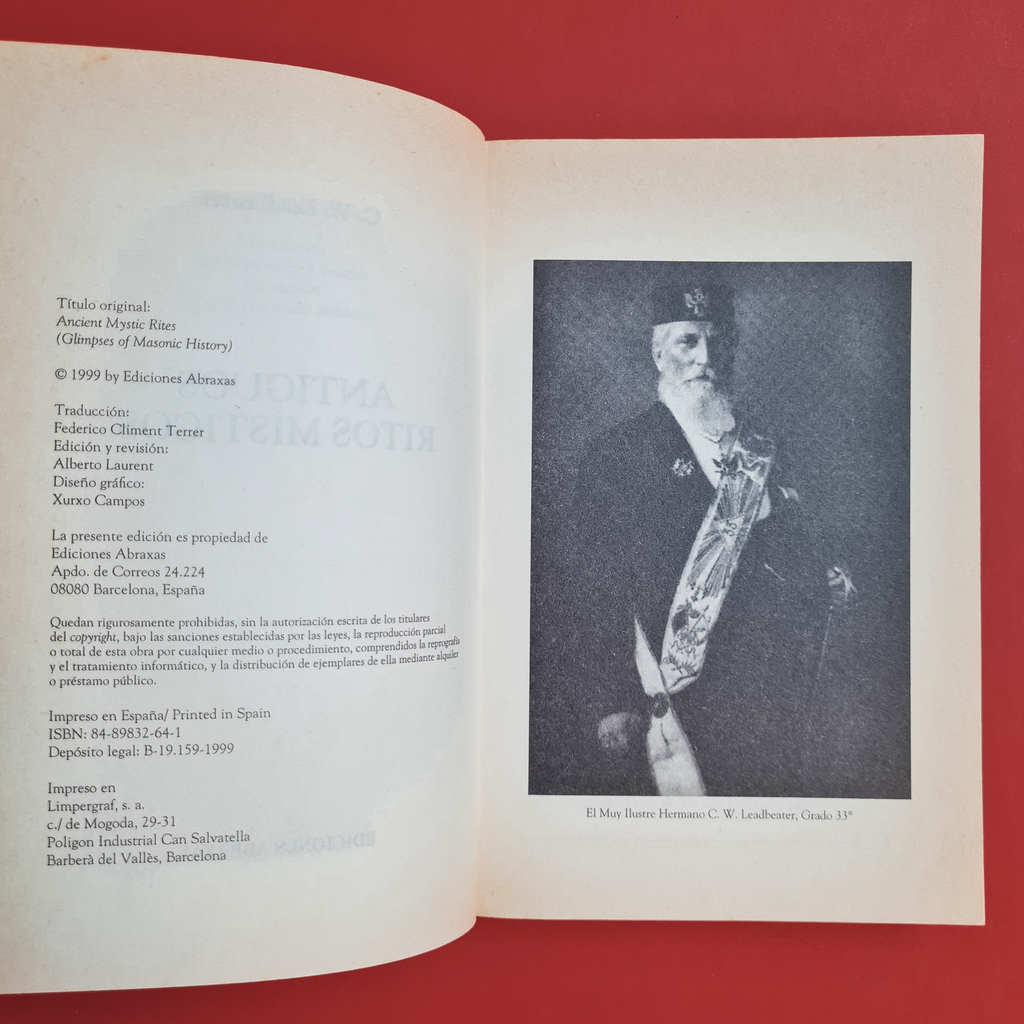 Título original:
Ancient Mystic Rites
(Glimpses of Masonic History)
© 1999 by Ediciones Abraxas
Traducción:
Federico Climent Terrer
Edición y revisión:
Alberto Laurent
Diseño gráfico:
Xurxo Campos
La presente edición es propiedad de
Ediciones Abraxas
Apdo. de Correos 24.224
08080 Barcelona, España
Quedan rigurosamente prohibidas, sin la autorización escrita de los titulares
del copyright, bajo las sanciones establecidas por las leyes, la reproducción parcial
o total de esta obra por cualquier medio o procedimiento, comprendidos la reprografía
y el tratamiento informático, y la distribución de ejemplares de ella mediante alquiler
o préstamo público.
Impreso en España/ Printed in Spain
ISBN: 84-89832-64-1
Depósito legal: B-19.159-1999
Impreso en
Limpergraf, s. a.
c./ de Mogoda, 29-31
Poligon Industrial Can Salvatella
Barberà del Vallès, Barcelona
El Muy Ilustre Hermano C. W. Leadbeater, Grado 33°